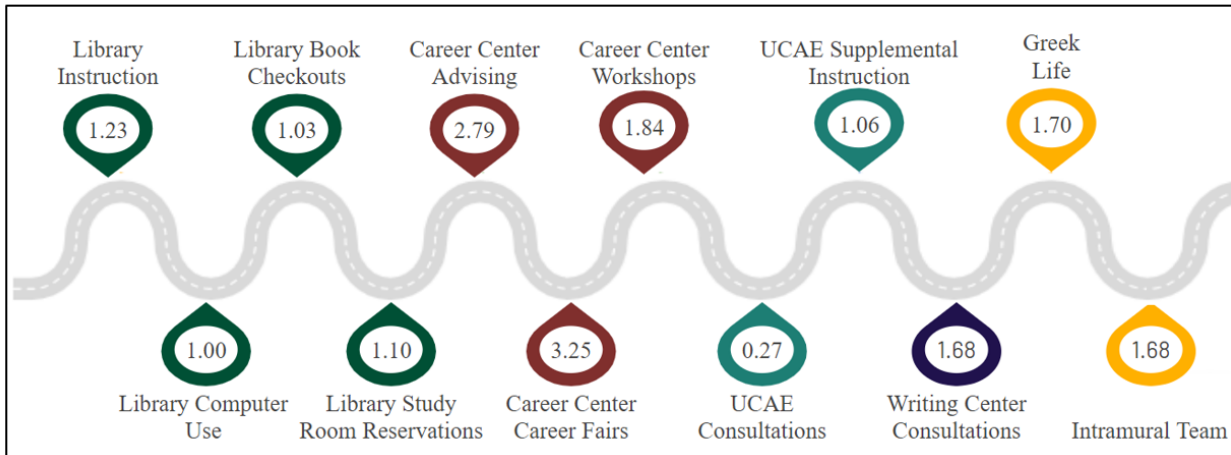 Library
Instruction
1.23
Library Book
Checkouts
1.03
Career Center
Advising
2.79
Career Center
Workshops
1.84
UCAE Supplemental
Instruction
1.06
Greek
Life
1.70
1.00
Library Computer
Use
1.10
Library Study
Room Reservations
3.25
Career Center
Career Fairs
0.27
UCAE
Consultations
1.68
Writing Center
Consultations
1.68
Intramural Team